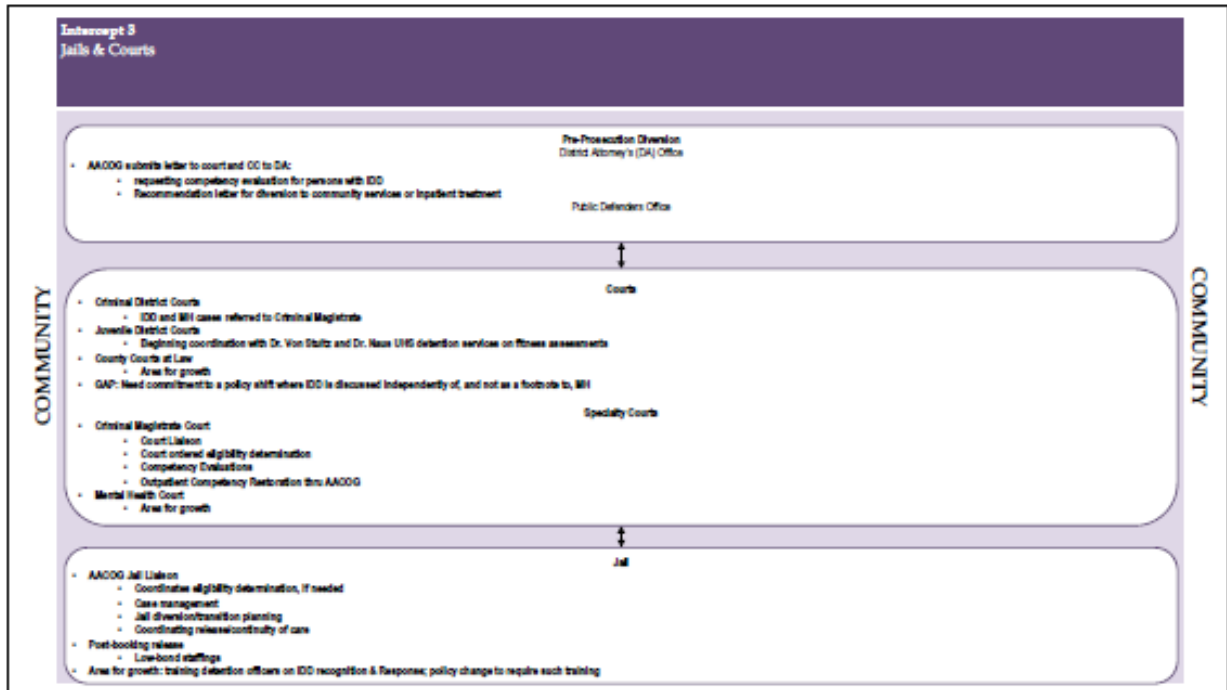 Intercept 3
Jails & Courts
Pre-Prosecution Diversion
District Attorney's (DA) Office
• AACOG submits letter to court and CC to DA:
• requesting competency evaluation for persons with IDD
• Recommendation letter for diversion to community services or inpatient treatment
Public Defenders Office
COMMUNITY
COMMUNITY
Courts
• Criminal District Courts
• IDD and MH cases referred to Criminal Magistrate
• Juvenile District Courts
• Beginning coordination with Dr. Von and Dr. UHS detention services on fitness assessments
• County Courts at Law
• Area for growth
• GAP: Need commitment to a policy shift where IDD is discussed independently of, and not as a footnote to, MH
Specialty Courts
• Criminal Magistrate Court
• Court Liaison
• Court ordered eligibility determination
• Competency Evaluations
• Outpatient Competency Restoration thru AACOG
• Mental Health Court
• Area for growth
Jail
• AACOG Jail Liaison
• Coordinates eligibility determination, if needed
• Case management
• Jail diversion/transition planning
• Coordinating release/continuity of care
• Post-booking release
• Low-bond staffings
• Area for growth: training detention officers on IDD recognition & Response; policy change to require such training